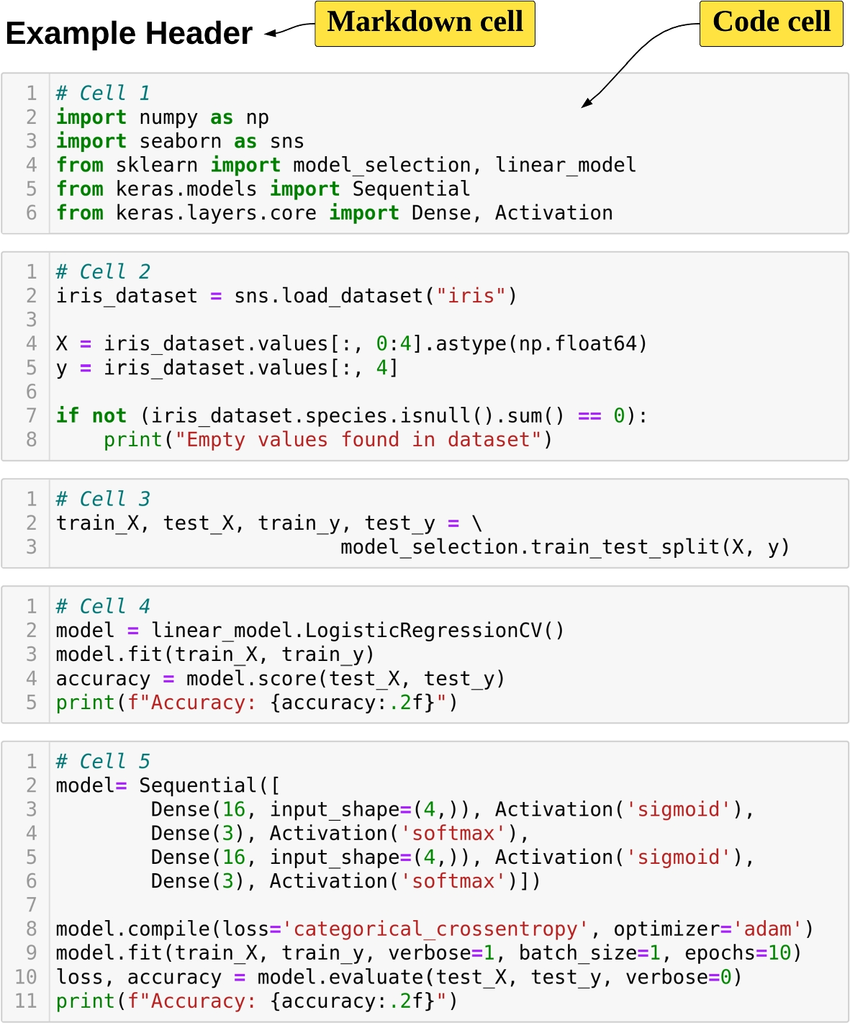 Example Header
Markdown cell
Code cell
1 # Cell 1
2 import numpy as np
3 import seaborn as sns
4 from sklearn import model_selection, linear_model
5 from keras.models import Sequential
6 from keras.layers.core import Dense, Activation
1 # Cell 2
2 iris_dataset = sns.load_dataset("iris")
3
4 X = iris_dataset.values[:, 0:4].astype(np.float64)
5 y = iris_dataset.values[:, 4]
6
7 if not (iris_dataset.species.isnull().sum() == 0):
8     print("Empty values found in dataset")
1 # Cell 3
2 train_X, test_X, train_y, test_y = \
3                         model_selection.train_test_split(X, y)
1 # Cell 4
2 model = linear_model.LogisticRegressionCV()
3 model.fit(train_X, train_y)
4 accuracy = model.score(test_X, test_y)
5 print(f"Accuracy: {accuracy:.2f}")
1 # Cell 5
2 model= Sequential([
3         Dense(16, input_shape=(4,)), Activation('sigmoid'),
4         Dense(3), Activation('softmax'),
5         Dense(16, input_shape=(4,)), Activation('sigmoid'),
6         Dense(3), Activation('softmax')])
7
8 model.compile(loss='categorical_crossentropy', optimizer='adam')
9 model.fit(train_X, train_y, verbose=1, batch_size=1, epochs=10)
10 loss, accuracy = model.evaluate(test_X, test_y, verbose=0)
11 print(f"Accuracy: {accuracy:.2f}")